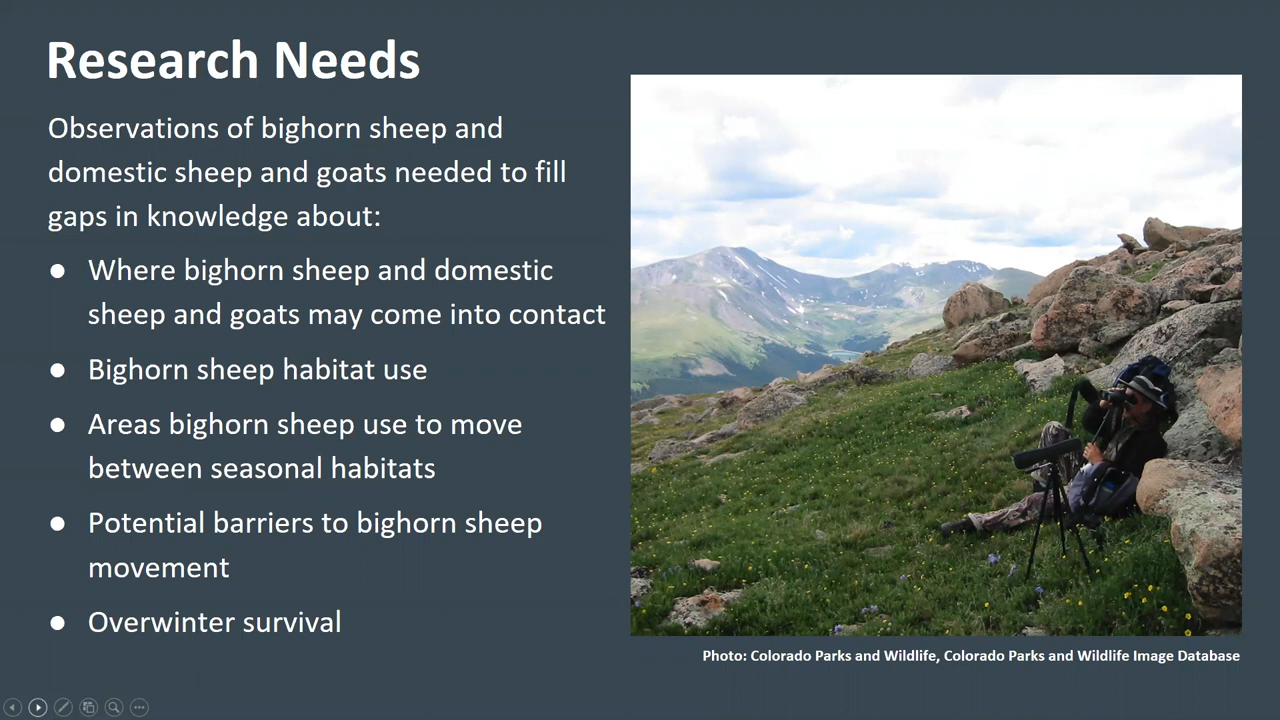 Research Needs
Observations of bighorn sheep and
domestic sheep and goats needed to fill
gaps in knowledge about:
● Where bighorn sheep and domestic
sheep and goats may come into contact
● Bighorn sheep habitat use
● Areas bighorn sheep use to move
between seasonal habitats
● Potential barriers to bighorn sheep
movement
● Overwinter survival
Photo: Colorado Parks and Wildlife, Colorado Parks and Wildlife Image Database